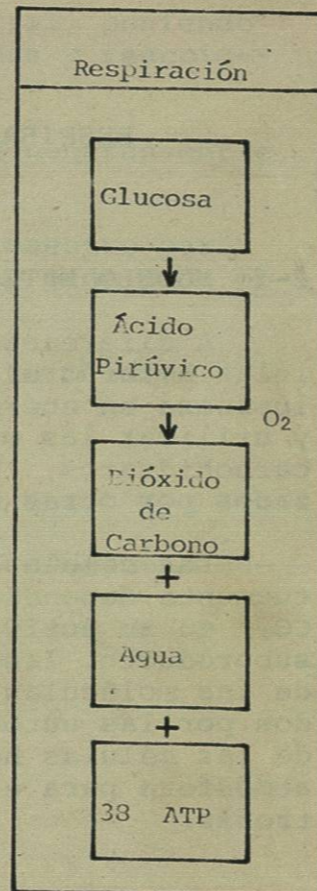 Respiración
Glucosa
Ácido
Pirúvico
O₂
Dióxido
de
Carbono
+
Agua
+
38 ATP